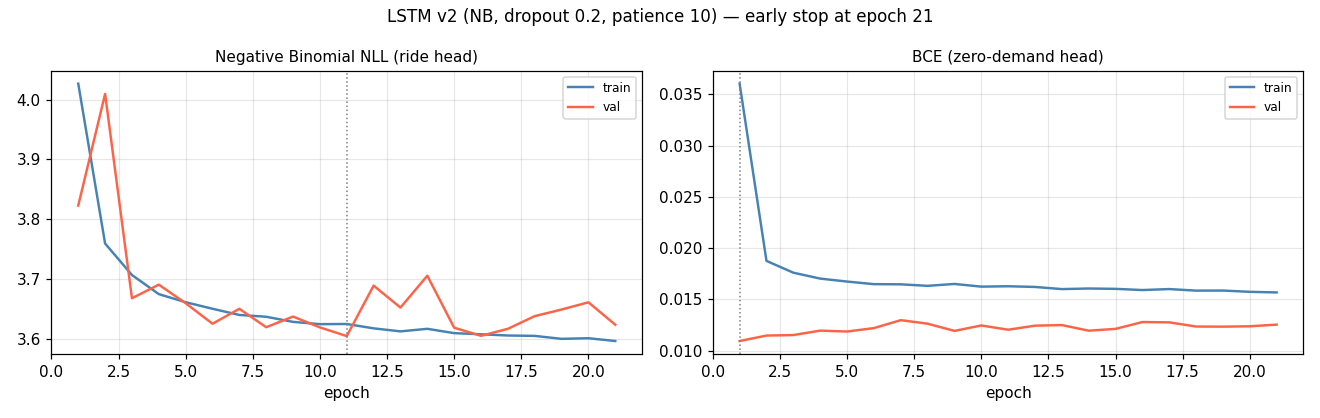 LSTM v2 (NB, dropout 0.2, patience 10) — early stop at epoch 21
Negative Binomial NLL (ride head)
train
val
4.0
3.9
3.8
3.7
3.6
0.0 2.5 5.0 7.5 10.0 12.5 15.0 17.5 20.0
epoch
BCE (zero-demand head)
train
val
0.035
0.030
0.025
0.020
0.015
0.010
0.0 2.5 5.0 7.5 10.0 12.5 15.0 17.5 20.0
epoch